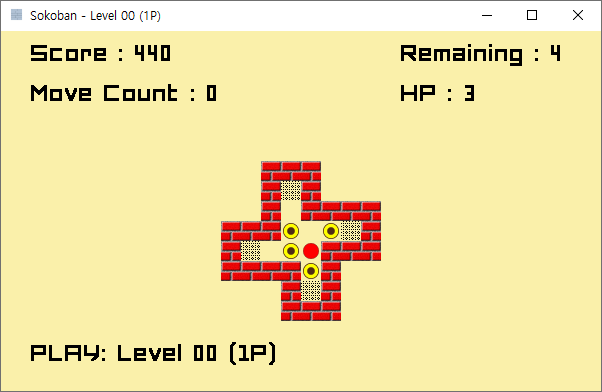 Sokoban - Level 00 (1P)
Score : 440
Remaining : 4
Move Count : 0
HP : 3
PLAY: Level 00 (1P)